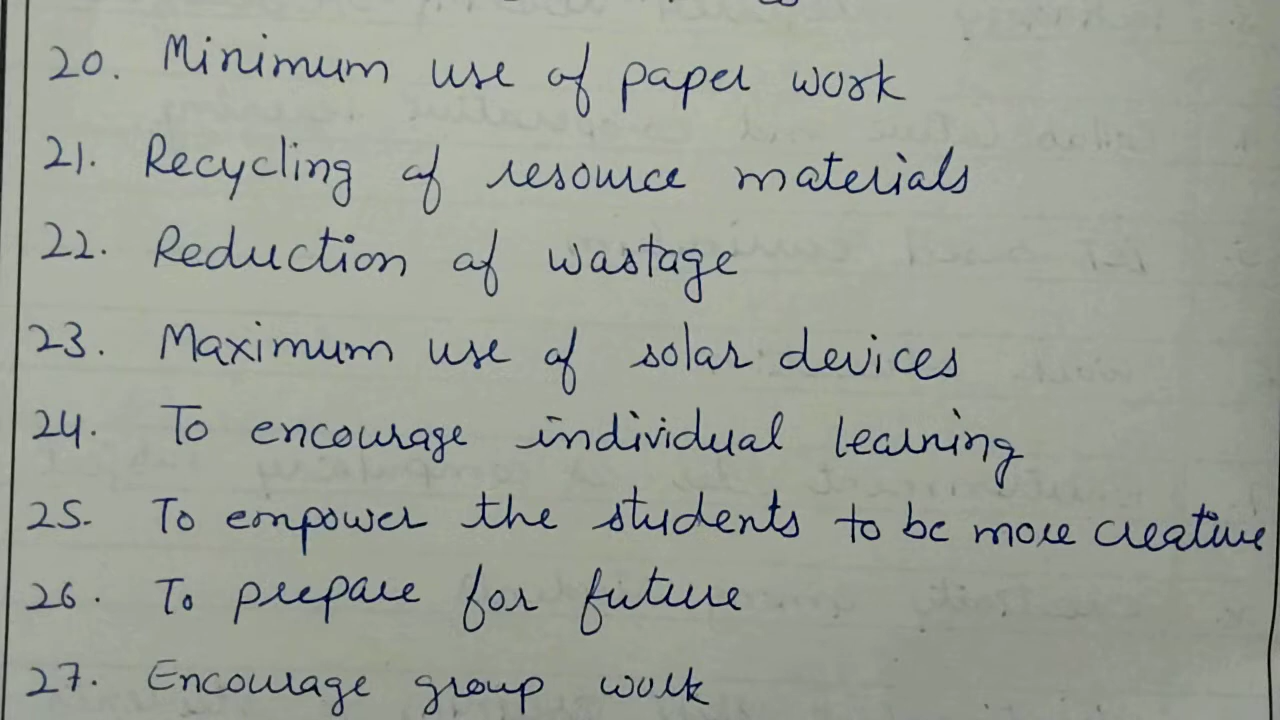 20. Minimum use of paper work
21. Recycling of resource materials
22. Reduction of wastage
23. Maximum use of solar devices
24. To encourage individual learning
25. To empower the students to be more creative
26. To prepare for future
27. Encourage group work